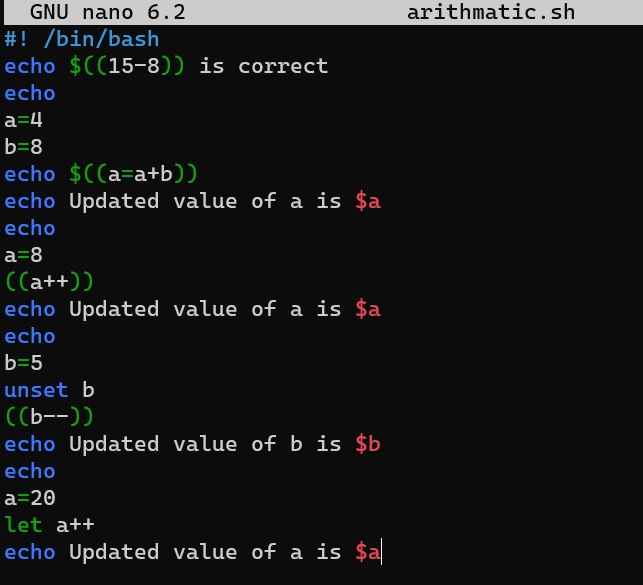 GNU nano 6.2 arithmatic.sh
#! /bin/bash
echo $((15-8)) is correct
echo
a=4
b=8
echo $((a=a+b))
echo Updated value of a is $a
echo
a=8
((a++))
echo Updated value of a is $a
echo
b=5
unset b
((b--))
echo Updated value of b is $b
echo
a=20
let a++
echo Updated value of a is $a